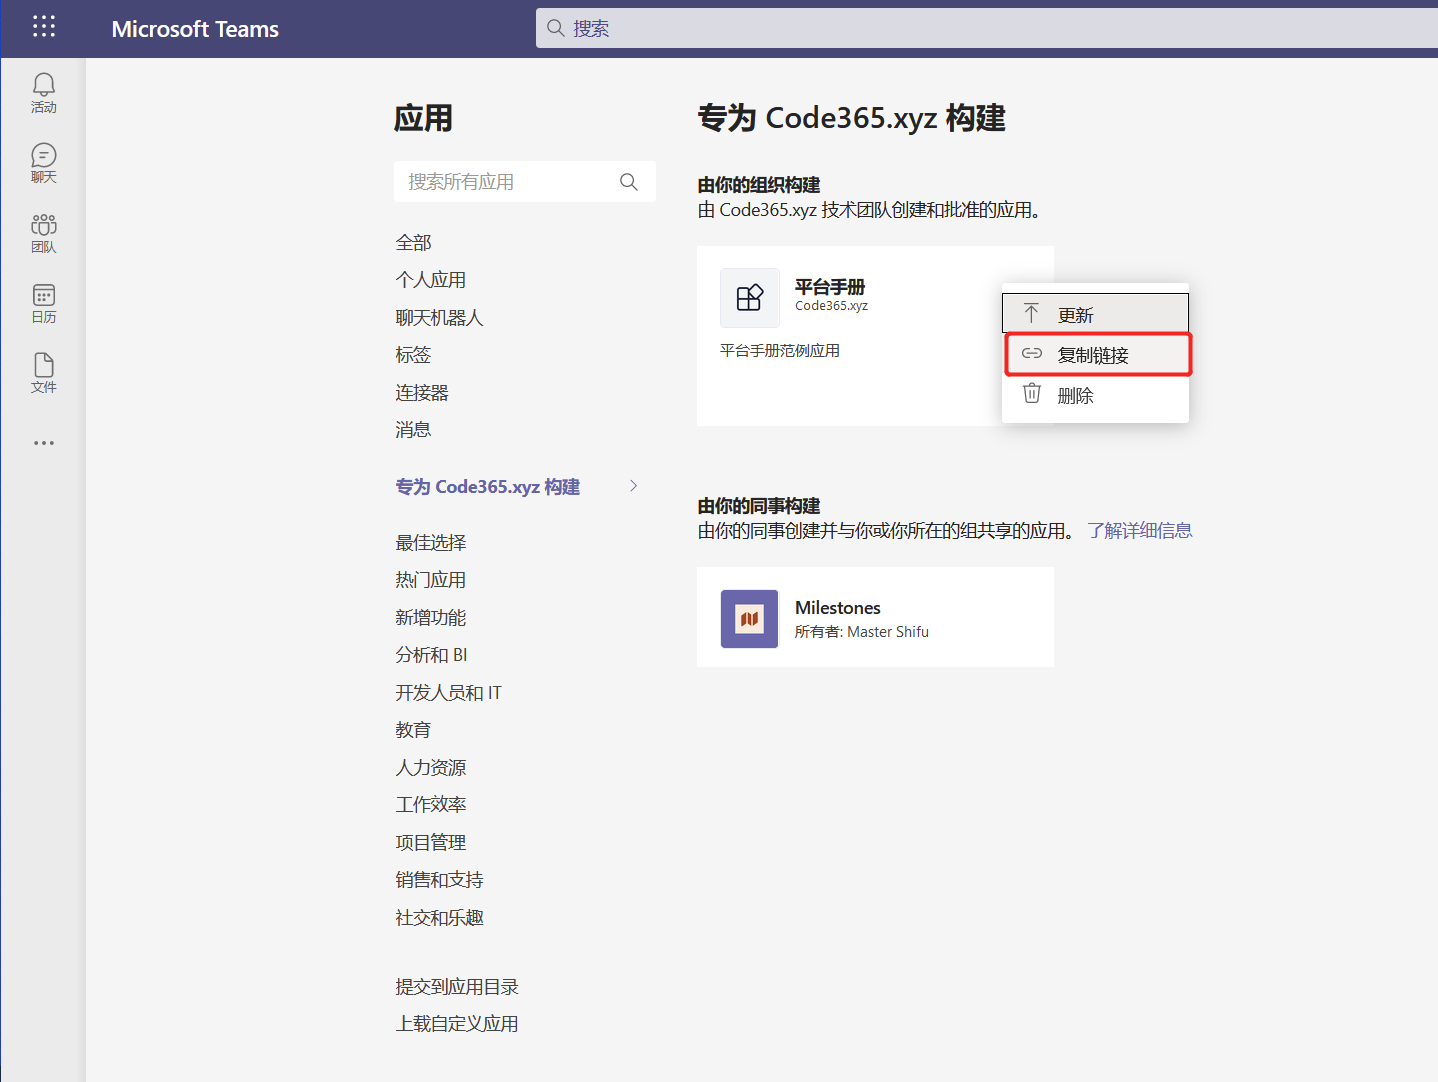 Microsoft Teams
搜索
活动
聊天
团队
日历
文件
应用
搜索所有应用
全部
个人应用
聊天机器人
标签
连接器
消息
专为 Code365.xyz 构建
最佳选择
热门应用
新增功能
分析和 BI
开发人员和 IT
教育
人力资源
工作效率
项目管理
销售和支持
社交和乐趣
提交到应用目录
上载自定义应用
专为 Code365.xyz 构建
由你的组织构建
由 Code365.xyz 技术团队创建和批准的应用。
平台手册
Code365.xyz
平台手册范例应用
更新
复制链接
删除
由你的同事构建
由你的同事创建并与你或你所在的组共享的应用。 了解详细信息
Milestones
所有者: Master Shifu